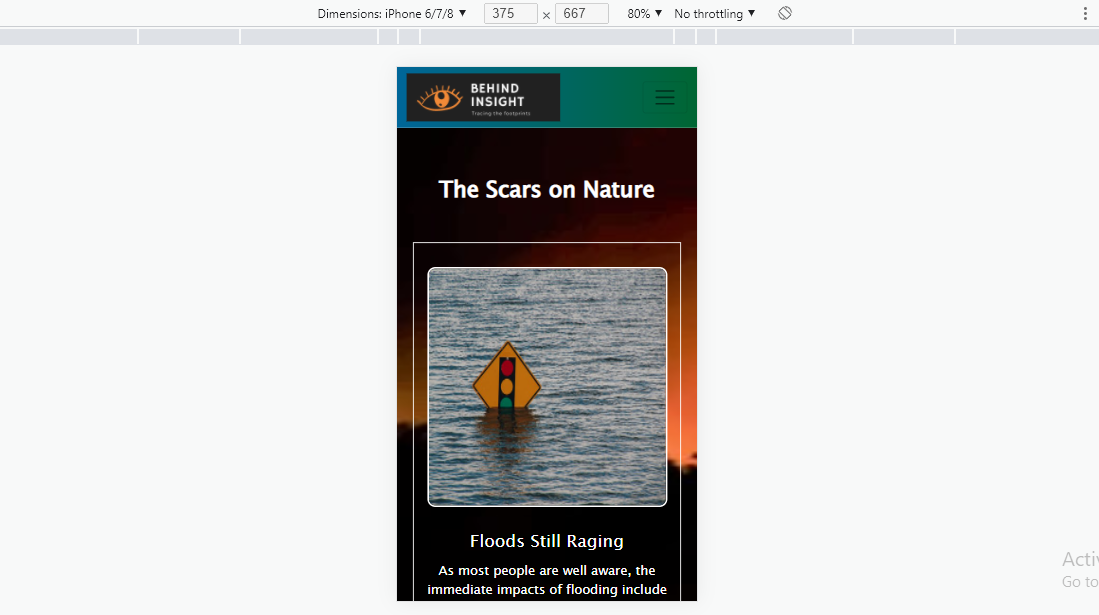 Dimensions: iPhone 6/7/8 ▼ 375 × 667 80% ▼ No throttling ▼
BEHIND
INSIGHT
Tracing the footprints
The Scars on Nature
Floods Still Raging
As most people are well aware, the
immediate impacts of flooding include
Go to